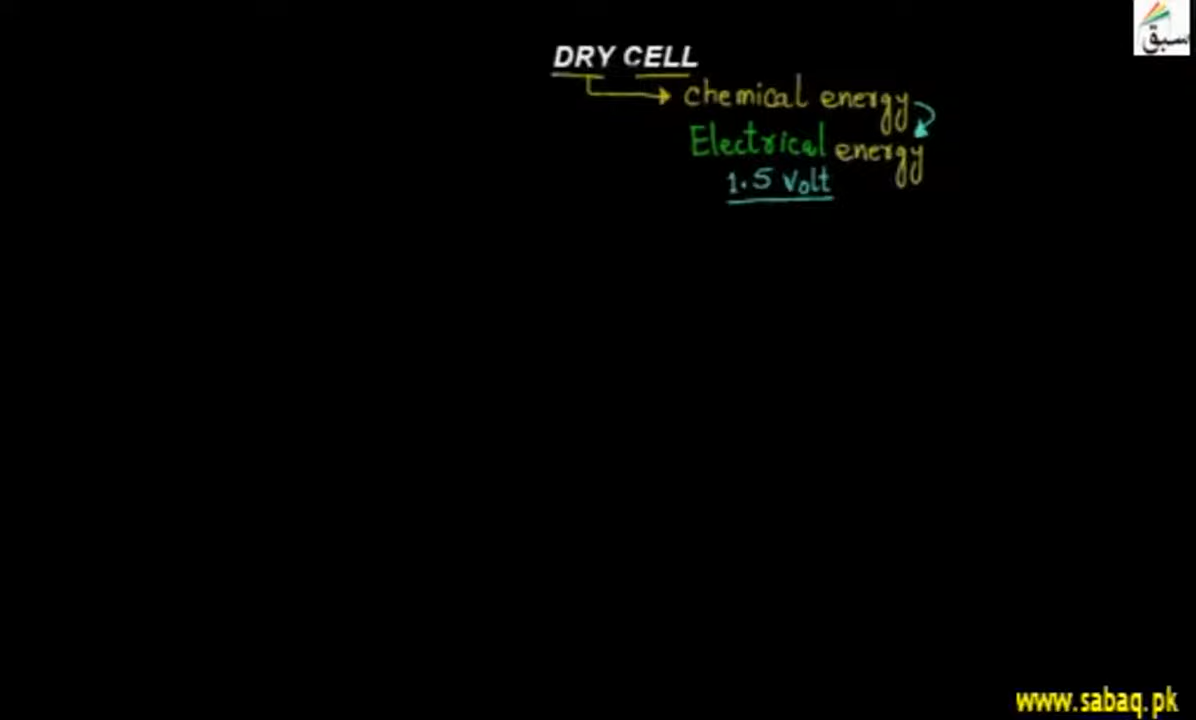 سبق
DRY CELL
chemical energy
Electrical energy
1.5 Volt
www.sabaq.pk